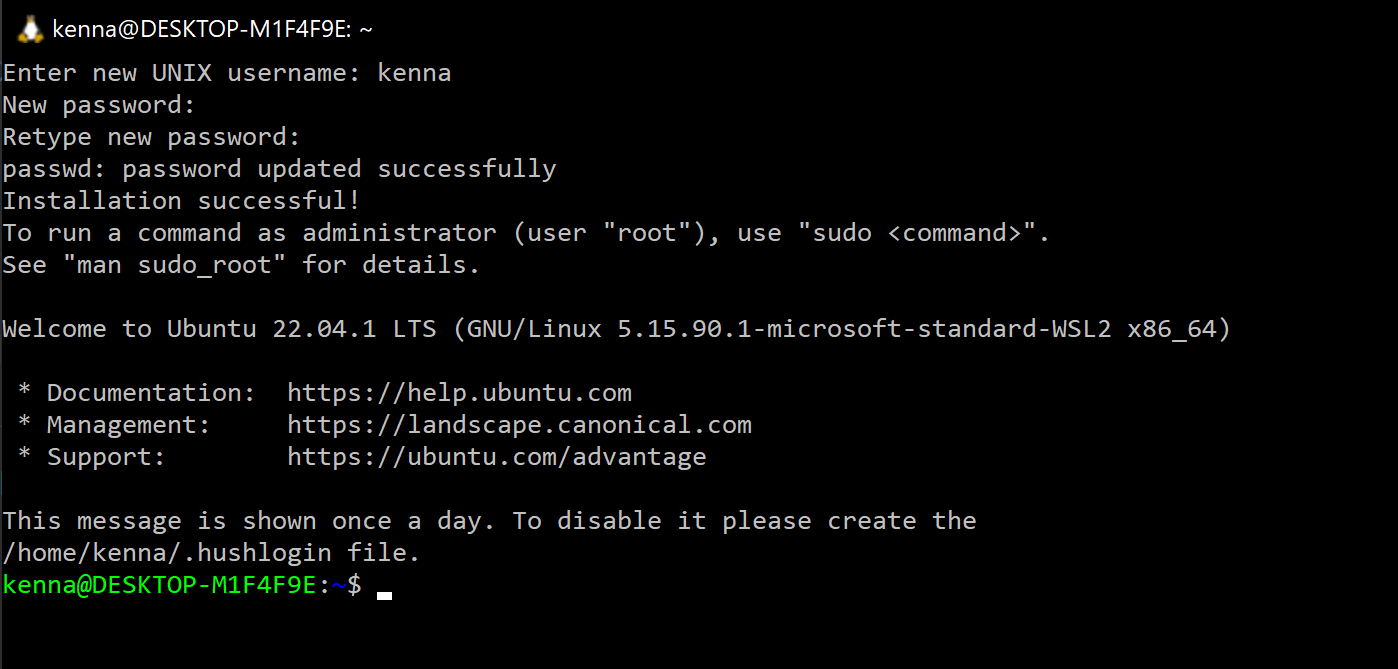 kenna@DESKTOP-M1F4F9E: ~
Enter new UNIX username: kenna
New password:
Retype new password:
passwd: password updated successfully
Installation successful!
To run a command as administrator (user "root"), use "sudo <command>".
See "man sudo_root" for details.
Welcome to Ubuntu 22.04.1 LTS (GNU/Linux 5.15.90.1-microsoft-standard-WSL2 x86_64)
* Documentation:  https://help.ubuntu.com
* Management:     https://landscape.canonical.com
* Support:        https://ubuntu.com/advantage
This message is shown once a day. To disable it please create the
/home/kenna/.hushlogin file.
kenna@DESKTOP-M1F4F9E:~$